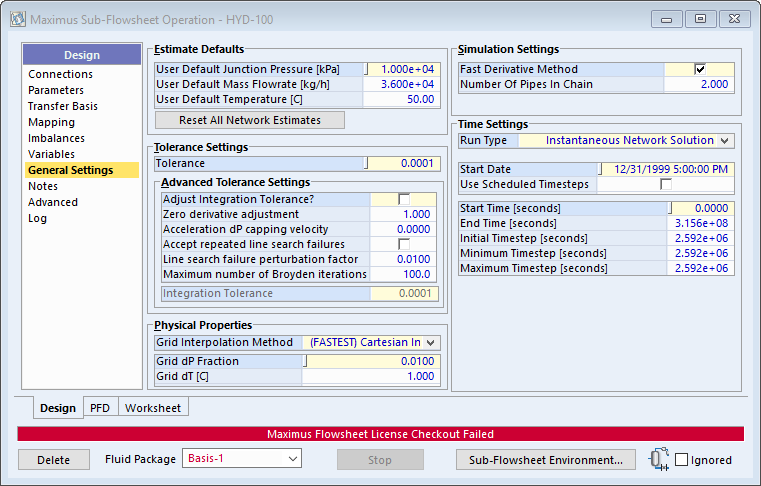 Maximus Sub-Flowsheet Operation - HYD-100
Design
Connections
Parameters
Transfer Basis
Mapping
Imbalances
Variables
General Settings
Notes
Advanced
Log
Estimate Defaults
User Default Junction Pressure [kPa] 1.000e+04
User Default Mass Flowrate [kg/h] 3.600e+04
User Default Temperature [C] 50.00
Reset All Network Estimates
Tolerance Settings
Tolerance 0.0001
Advanced Tolerance Settings
Adjust Integration Tolerance?
Zero derivative adjustment 1.000
Acceleration dP capping velocity 0.0000
Accept repeated line search failures
Line search failure perturbation factor 0.0100
Maximum number of Broyden iterations 100.0
Integration Tolerance 0.0001
Physical Properties
Grid Interpolation Method (FASTEST) Cartesian In
Grid dP Fraction 0.0100
Grid dT [C] 1.000
Simulation Settings
Fast Derivative Method
Number Of Pipes In Chain 2.000
Time Settings
Run Type Instantaneous Network Solution
Start Date 12/31/1999 5:00:00 PM
Use Scheduled Timesteps
Start Time [seconds] 0.0000
End Time [seconds] 3.156e+08
Initial Timestep [seconds] 2.592e+06
Minimum Timestep [seconds] 2.592e+06
Maximum Timestep [seconds] 2.592e+06
Design PFD Worksheet
Maximus Flowsheet License Checkout Failed
Delete Fluid Package Basis-1 Stop Sub-Flowsheet Environment... Ignored